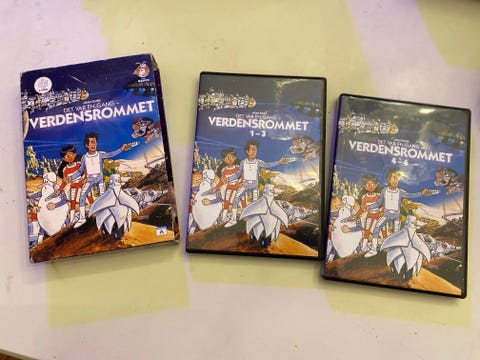 DET VAR EN GANG –
VERDENSROMMET
DET VAR EN GANG –
VERDENSROMMET
1 – 3
DET VAR EN GANG –
VERDENSROMMET
4 – 6
A